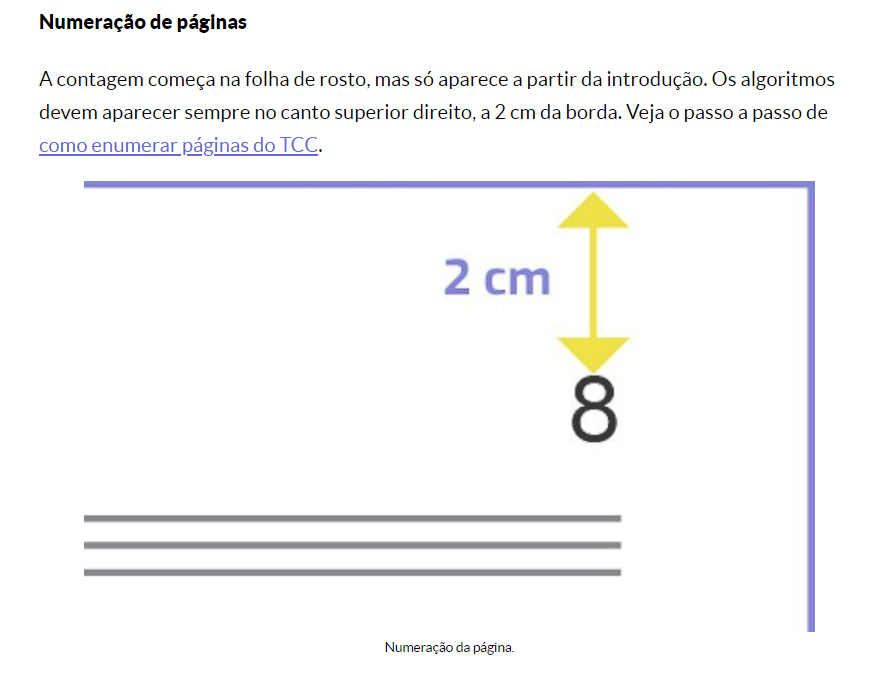 Numeração de páginas
A contagem começa na folha de rosto, mas só aparece a partir da introdução. Os algoritmos
devem aparecer sempre no canto superior direito, a 2 cm da borda. Veja o passo a passo de
como enumerar páginas do TCC.
2 cm
8
Numeração da página.